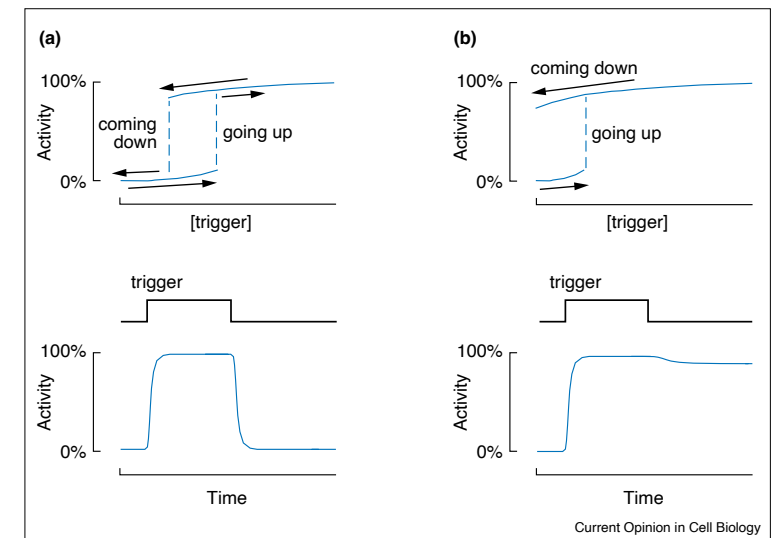 (a)
100%
0%
Activity
coming
down
going up
[trigger]
trigger
100%
0%
Activity
Time
(b)
100%
0%
Activity
coming down
going up
[trigger]
trigger
100%
0%
Activity
Time
Current Opinion in Cell Biology